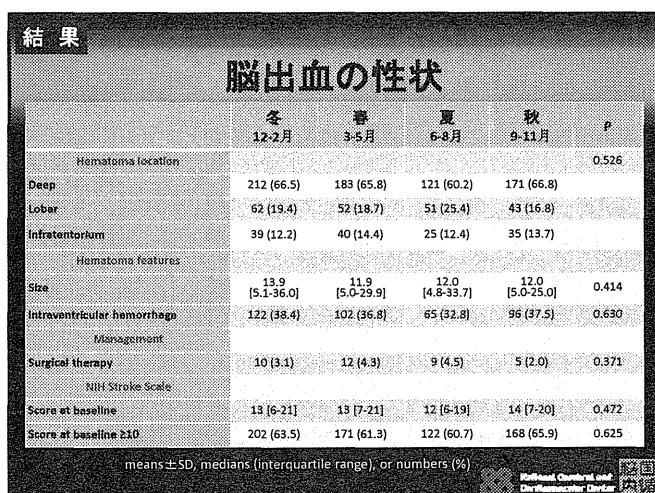 結果
脳出血の性状
冬 春 夏 秋 P
12-2月 3-5月 6-8月 9-11月
Hematoma location 0.526
Deep 212 (66.5) 183 (65.8) 121 (60.2) 171 (66.8)
Lobar 62 (19.4) 52 (18.7) 51 (25.4) 43 (16.8)
Infratentorium 39 (12.2) 40 (14.4) 25 (12.4) 35 (13.7)
Hematoma features
Size 13.9 11.9 12.0 12.0 0.414
[5.1-36.0] [5.0-29.9] [4.8-33.7] [5.0-25.0]
Intraventricular hemorrhage 122 (38.4) 102 (36.8) 65 (32.8) 96 (37.5) 0.630
Management
Surgical therapy 10 (3.1) 12 (4.3) 9 (4.5) 5 (2.0) 0.371
NIH Stroke Scale
Score at baseline 13 [6-21] 13 [7-21] 12 [6-19] 14 [7-20] 0.472
Score at baseline ≥10 202 (63.5) 171 (61.3) 122 (60.7) 168 (65.9) 0.625
means±SD, medians (interquartile range), or numbers (%)
National Cerebral and
Cardiovascular Center